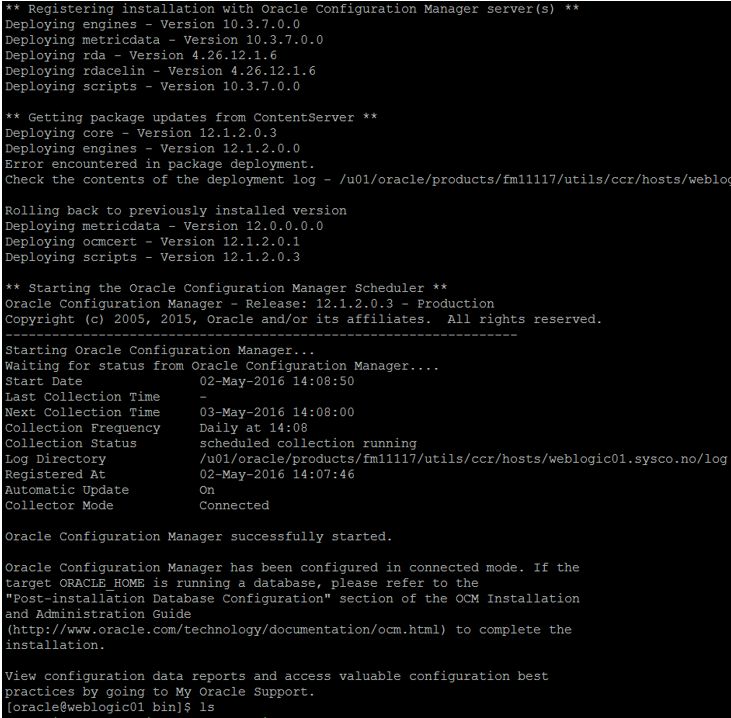 ** Registering installation with Oracle Configuration Manager server(s) **
Deploying engines - Version 10.3.7.0.0
Deploying metricdata - Version 10.3.7.0.0
Deploying rda - Version 4.26.12.1.6
Deploying rdacelin - Version 4.26.12.1.6
Deploying scripts - Version 10.3.7.0.0
** Getting package updates from ContentServer **
Deploying core - Version 12.1.2.0.3
Deploying engines - Version 12.1.2.0.0
Error encountered in package deployment.
Check the contents of the deployment log - /u01/oracle/products/fm11117/utils/ccr/hosts/weblog
Rolling back to previously installed version
Deploying metricdata - Version 12.0.0.0.0
Deploying ocmcert - Version 12.1.2.0.1
Deploying scripts - Version 12.1.2.0.3
** Starting the Oracle Configuration Manager Scheduler **
Oracle Configuration Manager - Release: 12.1.2.0.3 - Production
Copyright (c) 2005, 2015, Oracle and/or its affiliates.  All rights reserved.
------------------------------------------------------------------
Starting Oracle Configuration Manager...
Waiting for status from Oracle Configuration Manager....
Start Date               02-May-2016 14:08:50
Last Collection Time     -
Next Collection Time     03-May-2016 14:08:00
Collection Frequency     Daily at 14:08
Collection Status        scheduled collection running
Log Directory            /u01/oracle/products/fm11117/utils/ccr/hosts/weblogic01.sysco.no/log
Registered At            02-May-2016 14:07:46
Automatic Update         On
Collector Mode           Connected
Oracle Configuration Manager successfully started.
Oracle Configuration Manager has been configured in connected mode. If the
target ORACLE_HOME is running a database, please refer to the
"Post-installation Database Configuration" section of the OCM Installation
and Administration Guide
(http://www.oracle.com/technology/documentation/ocm.html) to complete the
installation.
View configuration data reports and access valuable configuration best
practices by going to My Oracle Support.
[oracle@weblogic01 bin]$ ls